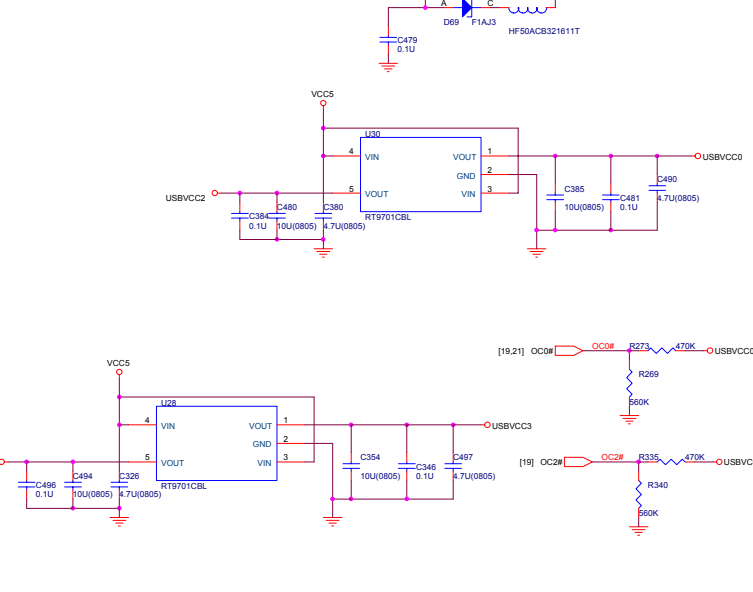 A C
D69 F1AJ3
HF50ACB321611T
C479
0.1U
VCC5
U30
4 VIN VOUT 1
GND 2
5 VOUT VIN 3
RT9701CBL
USBVCC2
C384
0.1U
C480
10U(0805)
C380
4.7U(0805)
USBVCC0
C385
10U(0805)
C481
0.1U
C490
4.7U(0805)
VCC5
U28
4 VIN VOUT 1
GND 2
5 VOUT VIN 3
RT9701CBL
C496
0.1U
C494
10U(0805)
C326
4.7U(0805)
USBVCC3
C354
10U(0805)
C346
0.1U
C497
4.7U(0805)
[19,21] OC0# OC0# R273 470K USBVCC0
R269
560K
[19] OC2# OC2# R335 470K USBVC
R340
560K